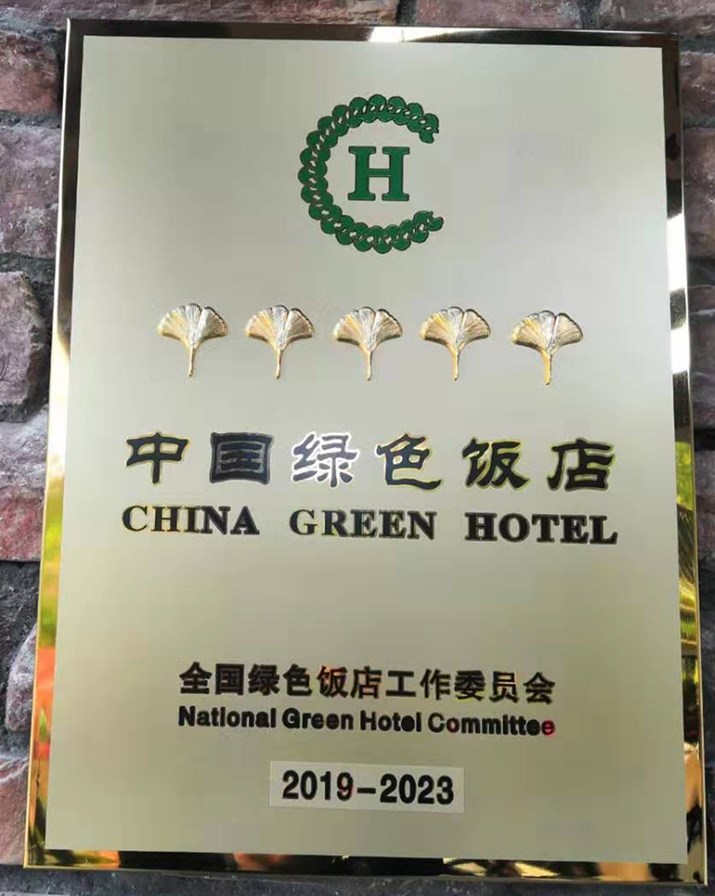 CH
中国绿色饭店
CHINA GREEN HOTEL
全国绿色饭店工作委员会
National Green Hotel Committee
2019-2023